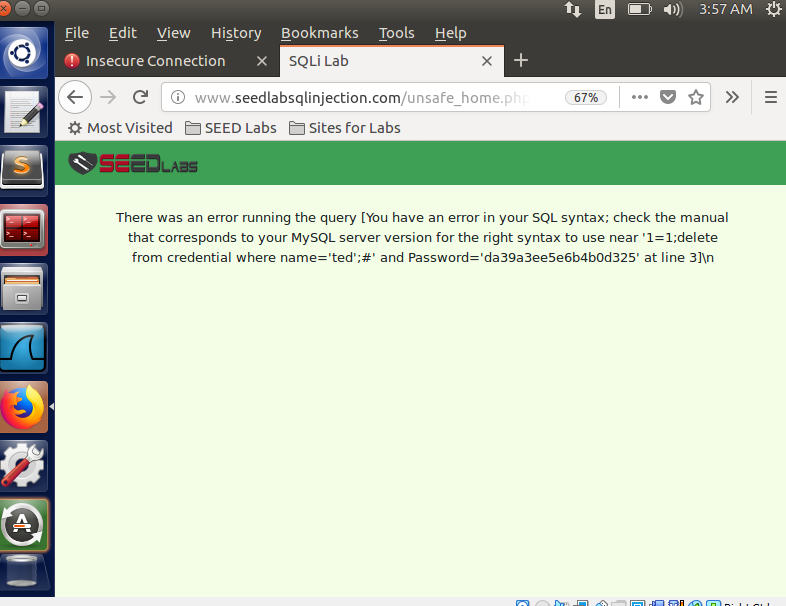 En 3:57 AM
File Edit View History Bookmarks Tools Help
Insecure Connection SQLi Lab
www.seedlabsqlinjection.com/unsafe_home.php 67%
Most Visited SEED Labs Sites for Labs
SEEDLABS
There was an error running the query [You have an error in your SQL syntax; check the manual
that corresponds to your MySQL server version for the right syntax to use near '1=1;delete
from credential where name='ted';#' and Password='da39a3ee5e6b4b0d325' at line 3]\n